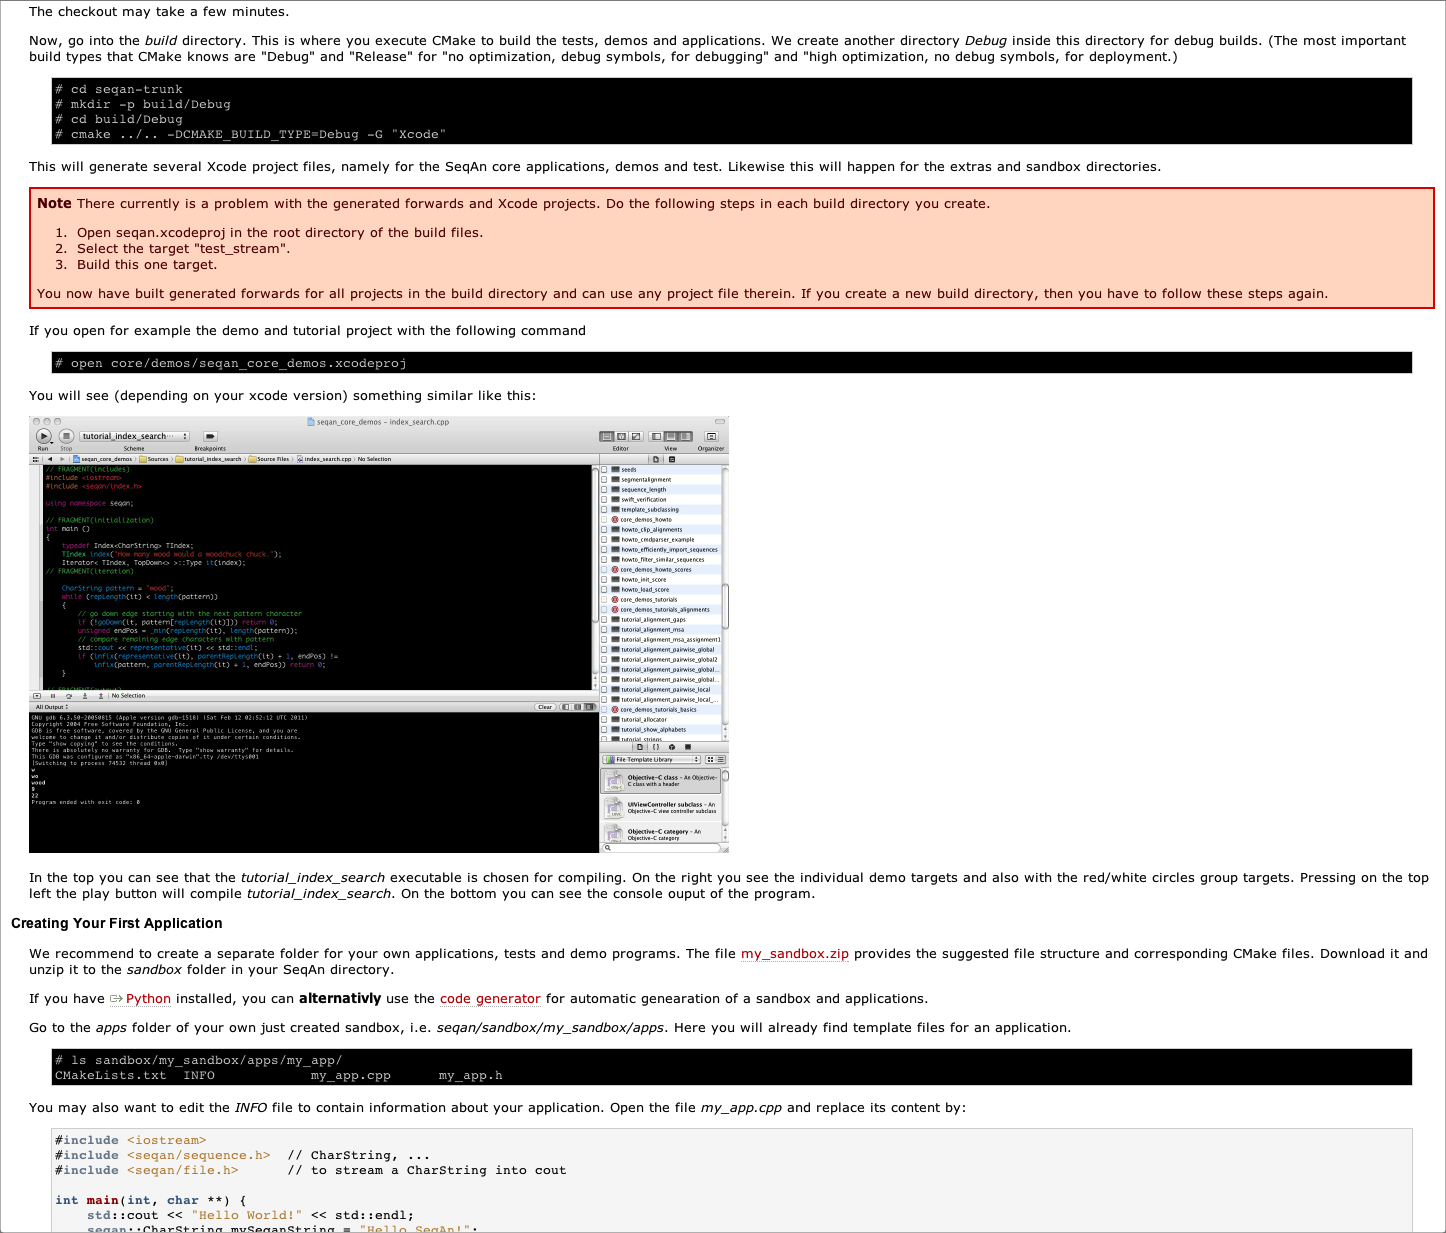 The checkout may take a few minutes.
Now, go into the build directory. This is where you execute CMake to build the tests, demos and applications. We create another directory Debug inside this directory for debug builds. (The most important
build types that CMake knows are "Debug" and "Release" for "no optimization, debug symbols, for debugging" and "high optimization, no debug symbols, for deployment.)
# cd seqan-trunk
# mkdir -p build/Debug
# cd build/Debug
# cmake ../.. -DCMAKE_BUILD_TYPE=Debug -G "Xcode"
This will generate several Xcode project files, namely for the SeqAn core applications, demos and test. Likewise this will happen for the extras and sandbox directories.
Note There currently is a problem with the generated forwards and Xcode projects. Do the following steps in each build directory you create.
1. Open seqan.xcodeproj in the root directory of the build files.
2. Select the target "test_stream".
3. Build this one target.
You now have built generated forwards for all projects in the build directory and can use any project file therein. If you create a new build directory, then you have to follow these steps again.
If you open for example the demo and tutorial project with the following command
# open core/demos/seqan_core_demos.xcodeproj
You will see (depending on your xcode version) something similar like this:
seqan_core_demos - index_search.cpp
tutorial_index_search...
Run Stop Scheme Breakpoints Editor View Organizer
seqan_core_demos Sources tutorial_index_search Source Files index_search.cpp No Selection
// FRAGMENT(includes)
#include <iostream>
#include <seqan/index.h>
using namespace seqan;
// FRAGMENT(initialization)
int main ()
{
typedef Index<CharString> TIndex;
TIndex index("How many wood would a woodchuck chuck.");
Iterator< TIndex, TopDown<> >::Type it(index);
// FRAGMENT(iteration)
CharString pattern = "wood";
while (repLength(it) < length(pattern))
{
// go down edge starting with the next pattern character
if (!goDown(it, pattern[repLength(it)])) return 0;
unsigned endPos = _min(repLength(it), length(pattern));
// compare remaining edge characters with pattern
std::cout << representative(it) << std::endl;
if (infix(representative(it), parentRepLength(it) + 1, endPos) !=
infix(pattern, parentRepLength(it) + 1, endPos)) return 0;
}
No Selection
All Output
Clear
GNU gdb 6.3.50-20050815 (Apple version gdb-1518) (Sat Feb 12 02:52:12 UTC 2011)
Copyright 2004 Free Software Foundation, Inc.
GDB is free software, covered by the GNU General Public License, and you are
welcome to change it and/or distribute copies of it under certain conditions.
Type "show copying" to see the conditions.
There is absolutely no warranty for GDB. Type "show warranty" for details.
This GDB was configured as "x86_64-apple-darwin".tty /dev/ttys001
[Switching to process 74532 thread 0x0]
w
wo
wood
9
22
Program ended with exit code: 0
seeds
segmentalignment
sequence_length
swift_verification
template_subclassing
core_demos_howto
howto_clip_alignments
howto_cmdparser_example
howto_efficiently_import_sequences
howto_filter_similar_sequences
core_demos_howto_scores
howto_init_score
howto_load_score
core_demos_tutorials
core_demos_tutorials_alignments
tutorial_alignment_gaps
tutorial_alignment_msa
tutorial_alignment_msa_assignment1
tutorial_alignment_pairwise_global
tutorial_alignment_pairwise_global2
tutorial_alignment_pairwise_global...
tutorial_alignment_pairwise_global...
tutorial_alignment_pairwise_local
tutorial_alignment_pairwise_local_...
core_demos_tutorials_basics
tutorial_allocator
tutorial_show_alphabets
tutorial_strings
File Template Library
Objective-C class - An Objective-
C class with a header
UIViewController subclass - An
Objective-C view controller subclass
Objective-C category - An
Objective-C category
In the top you can see that the tutorial_index_search executable is chosen for compiling. On the right you see the individual demo targets and also with the red/white circles group targets. Pressing on the top
left the play button will compile tutorial_index_search. On the bottom you can see the console ouput of the program.
Creating Your First Application
We recommend to create a separate folder for your own applications, tests and demo programs. The file my_sandbox.zip provides the suggested file structure and corresponding CMake files. Download it and
unzip it to the sandbox folder in your SeqAn directory.
If you have Python installed, you can alternativly use the code generator for automatic genearation of a sandbox and applications.
Go to the apps folder of your own just created sandbox, i.e. seqan/sandbox/my_sandbox/apps. Here you will already find template files for an application.
# ls sandbox/my_sandbox/apps/my_app/
CMakeLists.txt INFO my_app.cpp my_app.h
You may also want to edit the INFO file to contain information about your application. Open the file my_app.cpp and replace its content by:
#include <iostream>
#include <seqan/sequence.h> // CharString, ...
#include <seqan/file.h> // to stream a CharString into cout
int main(int, char **) {
std::cout << "Hello World!" << std::endl;
seqan::CharString mySeqanString = "Hello SeqAn!";